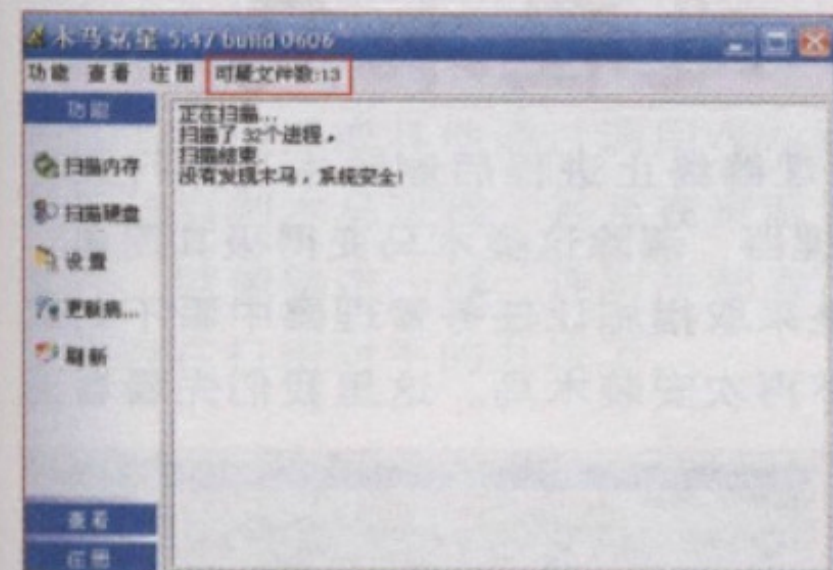 木马克星 5.47 build 0606
功能 查看 注册 可疑文件数:13
功能
正在扫描...
扫描了 32个进程,
扫描结束.
没有发现木马,系统安全!
扫描内存
扫描硬盘
设置
更新病...
刷新
查看
注册